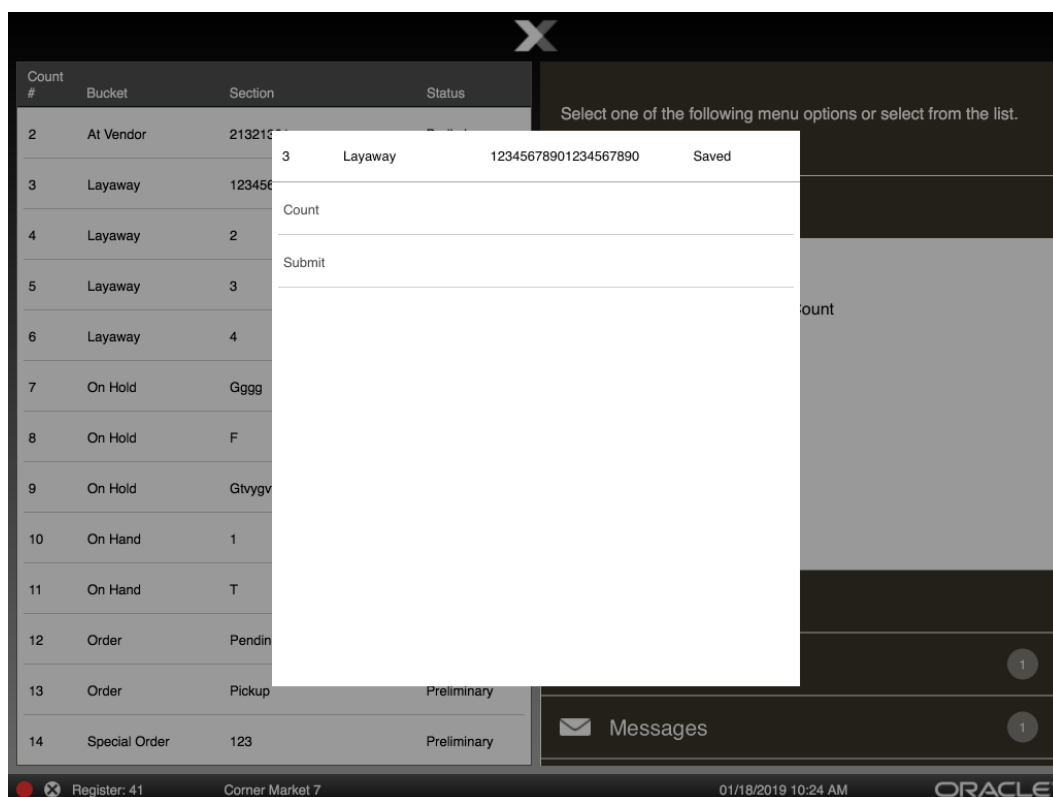 Count
# Bucket Section Status
Select one of the following menu options or select from the list.
2 At Vendor
3 Layaway 12345678901234567890 Saved
3 Layaway
Count
4 Layaway 2
Submit
5 Layaway 3
6 Layaway 4
7 On Hold Gggg
8 On Hold F
9 On Hold Gtvygv
10 On Hand 1
11 On Hand T
12 Order Pendin
1
13 Order Pickup Preliminary
14 Special Order 123 Preliminary
Messages 1
Register: 41 Corner Market 7 01/18/2019 10:24 AM ORACLE